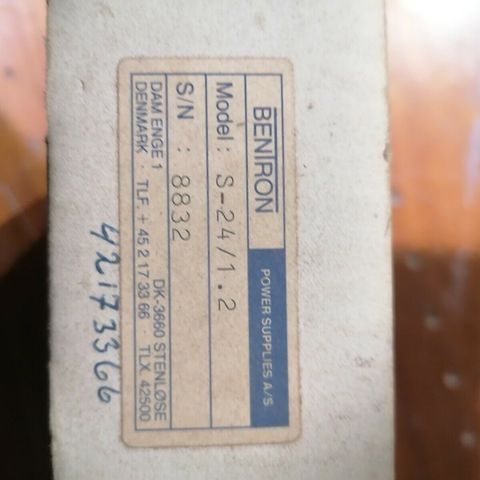 BENTRON POWER SUPPLIES A/S
Model: S-24/1.2
S/N : 8832
DAM ENGE 1 DK-3660 STENLØSE
DENMARK · TLF. + 45 2 17 33 66 · TLX 42500
42173366